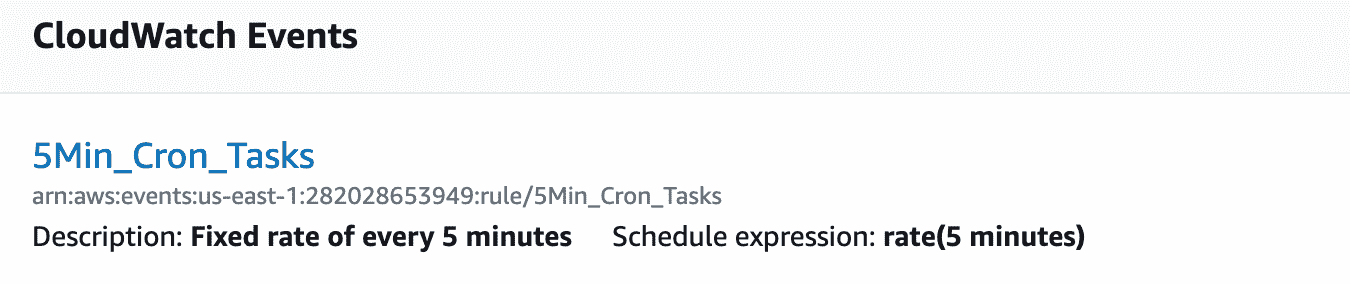 CloudWatch Events
5Min_Cron_Tasks
arn:aws:events:us-east-1:282028653949:rule/5Min_Cron_Tasks
Description: Fixed rate of every 5 minutes Schedule expression: rate(5 minutes)